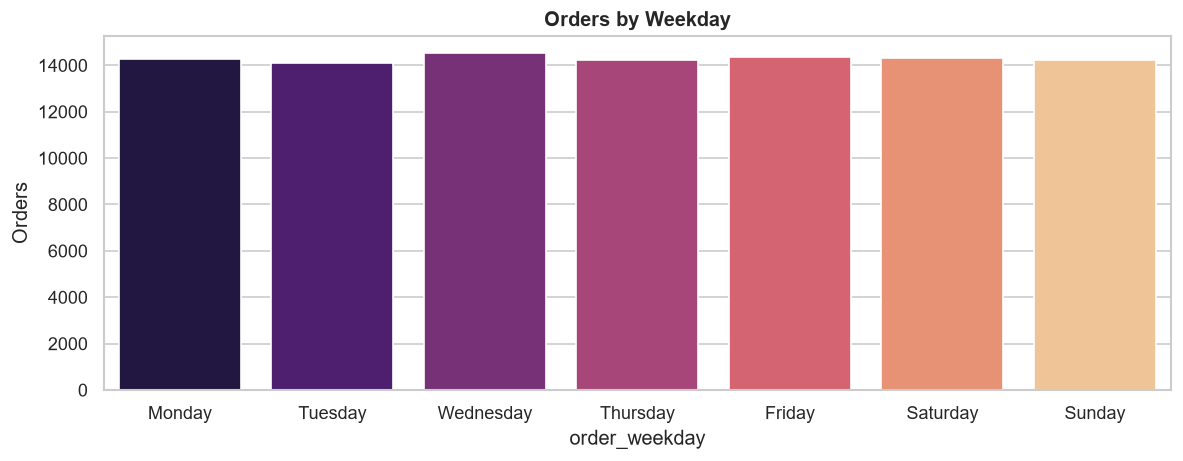 Orders by Weekday
Orders
14000
12000
10000
8000
6000
4000
2000
0
Monday Tuesday Wednesday Thursday Friday Saturday Sunday
order_weekday